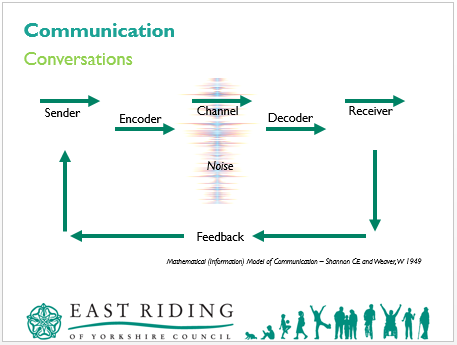 Communication
Conversations
Sender
Encoder
Channel
Decoder
Receiver
Noise
Feedback
Mathematical (Information) Model of Communication – Shannon CE and Weaver, W 1949
EAST RIDING
OF YORKSHIRE COUNCIL